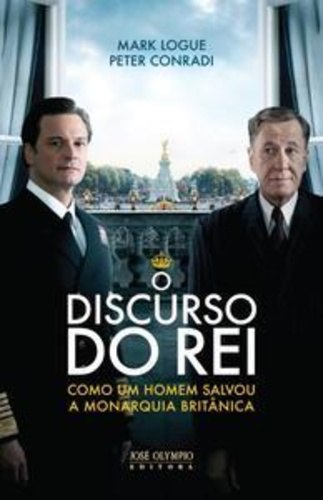 MARK LOGUE
PETER CONRADI
O
DISCURSO
DO REI
COMO UM HOMEM SALVOU
A MONARQUIA BRITÂNICA
JOSÉ OLYMPIO
EDITORA